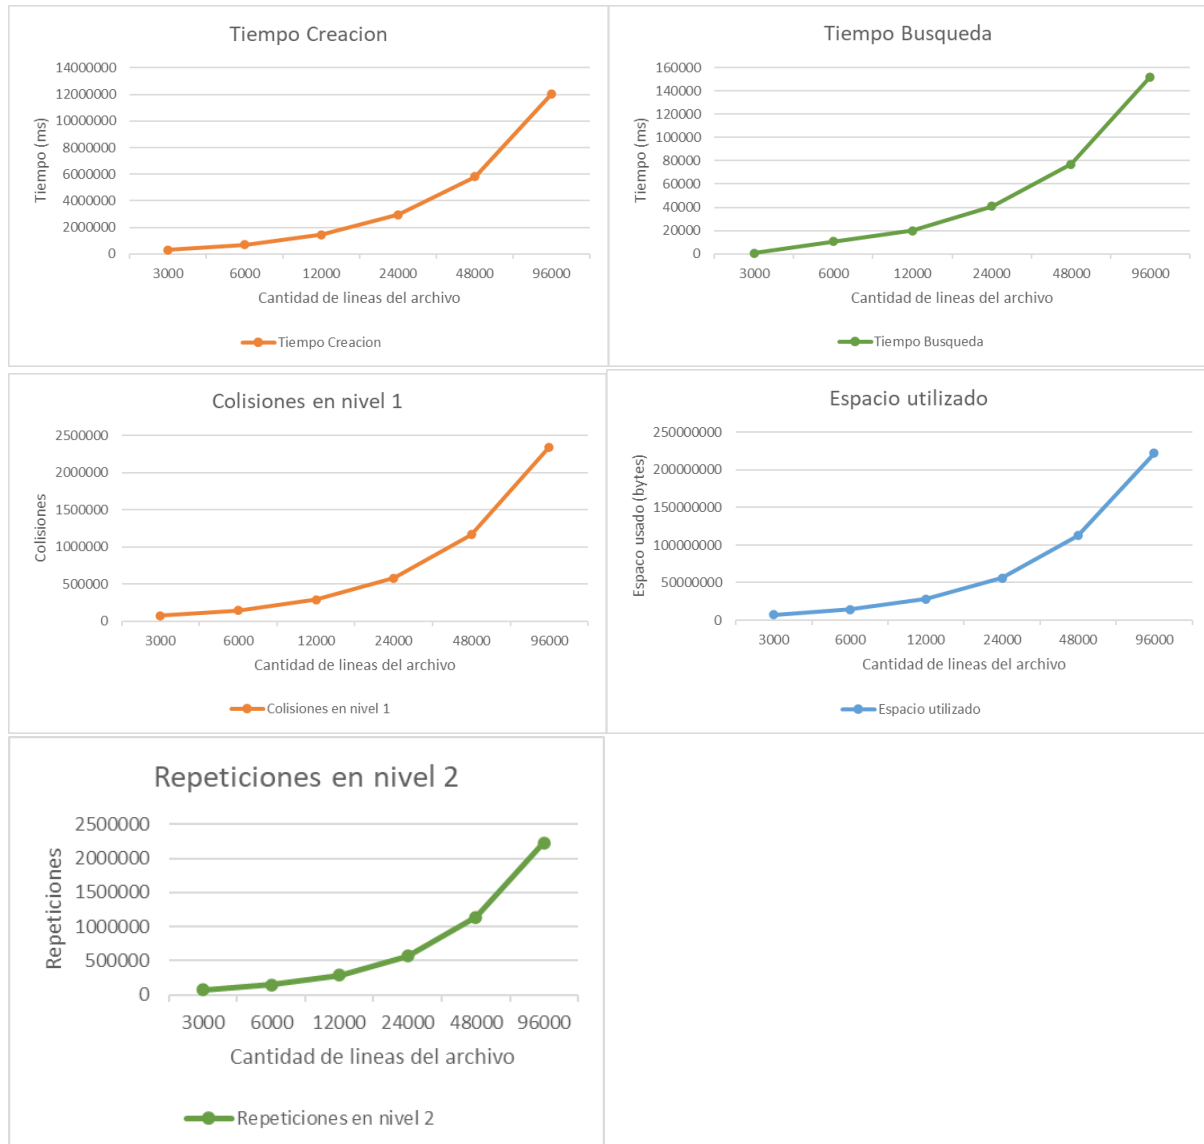 Tiempo Creacion
Tiempo (ms)
14000000
12000000
10000000
8000000
6000000
4000000
2000000
0
3000 6000 12000 24000 48000 96000
Cantidad de lineas del archivo
Tiempo Creacion
Tiempo Busqueda
Tiempo (ms)
160000
140000
120000
100000
80000
60000
40000
20000
0
3000 6000 12000 24000 48000 96000
Cantidad de lineas del archivo
Tiempo Busqueda
Colisiones en nivel 1
Colisiones
2500000
2000000
1500000
1000000
500000
0
3000 6000 12000 24000 48000 96000
Cantidad de lineas del archivo
Colisiones en nivel 1
Espacio utilizado
Espaco usado (bytes)
250000000
200000000
150000000
100000000
50000000
0
3000 6000 12000 24000 48000 96000
Cantidad de lineas del archivo
Espacio utilizado
Repeticiones en nivel 2
Repeticiones
2500000
2000000
1500000
1000000
500000
0
3000 6000 12000 24000 48000 96000
Cantidad de lineas del archivo
Repeticiones en nivel 2